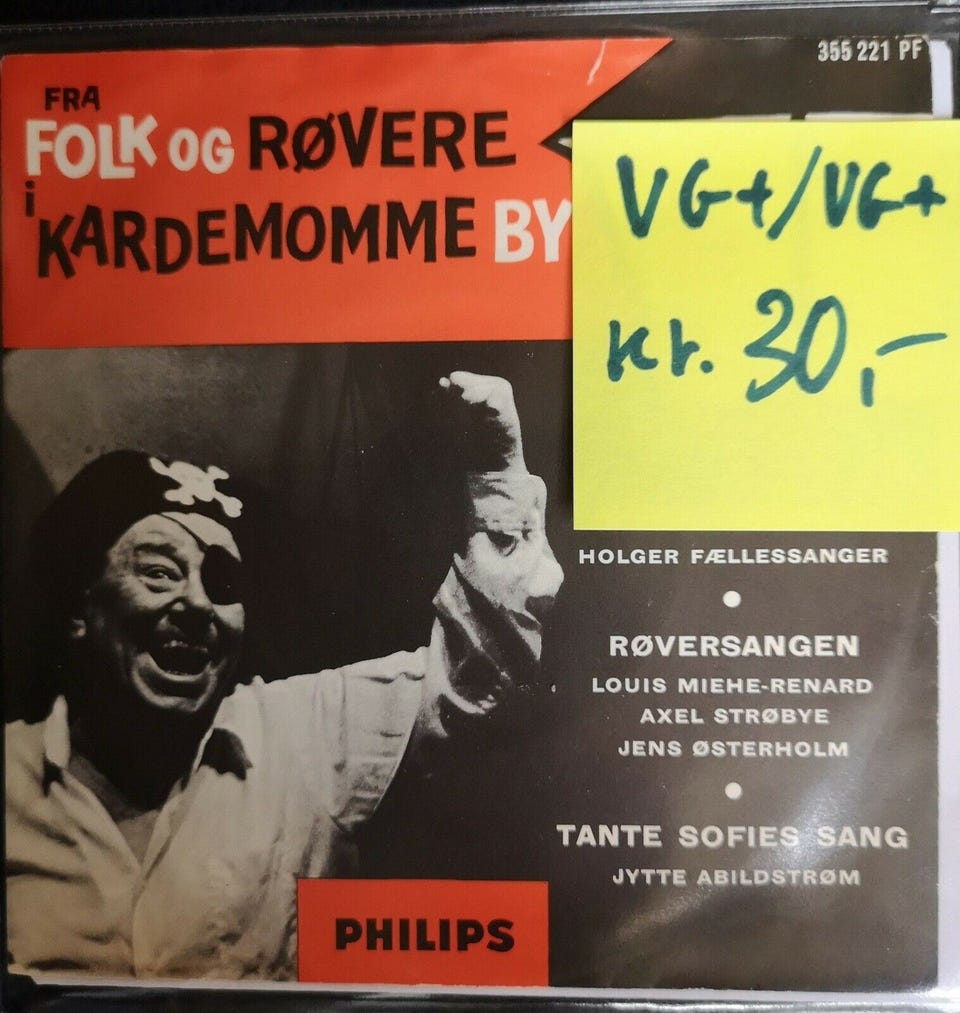 355 221 PF
FRA
FOLK OG RØVERE
i
KARDEMOMME BY
VG+/VG+
Kr. 30,-
HOLGER FÆLLESSANGER
RØVERSANGEN
LOUIS MIEHE-RENARD
AXEL STRØBYE
JENS ØSTERHOLM
TANTE SOFIES SANG
JYTTE ABILDSTRØM
PHILIPS